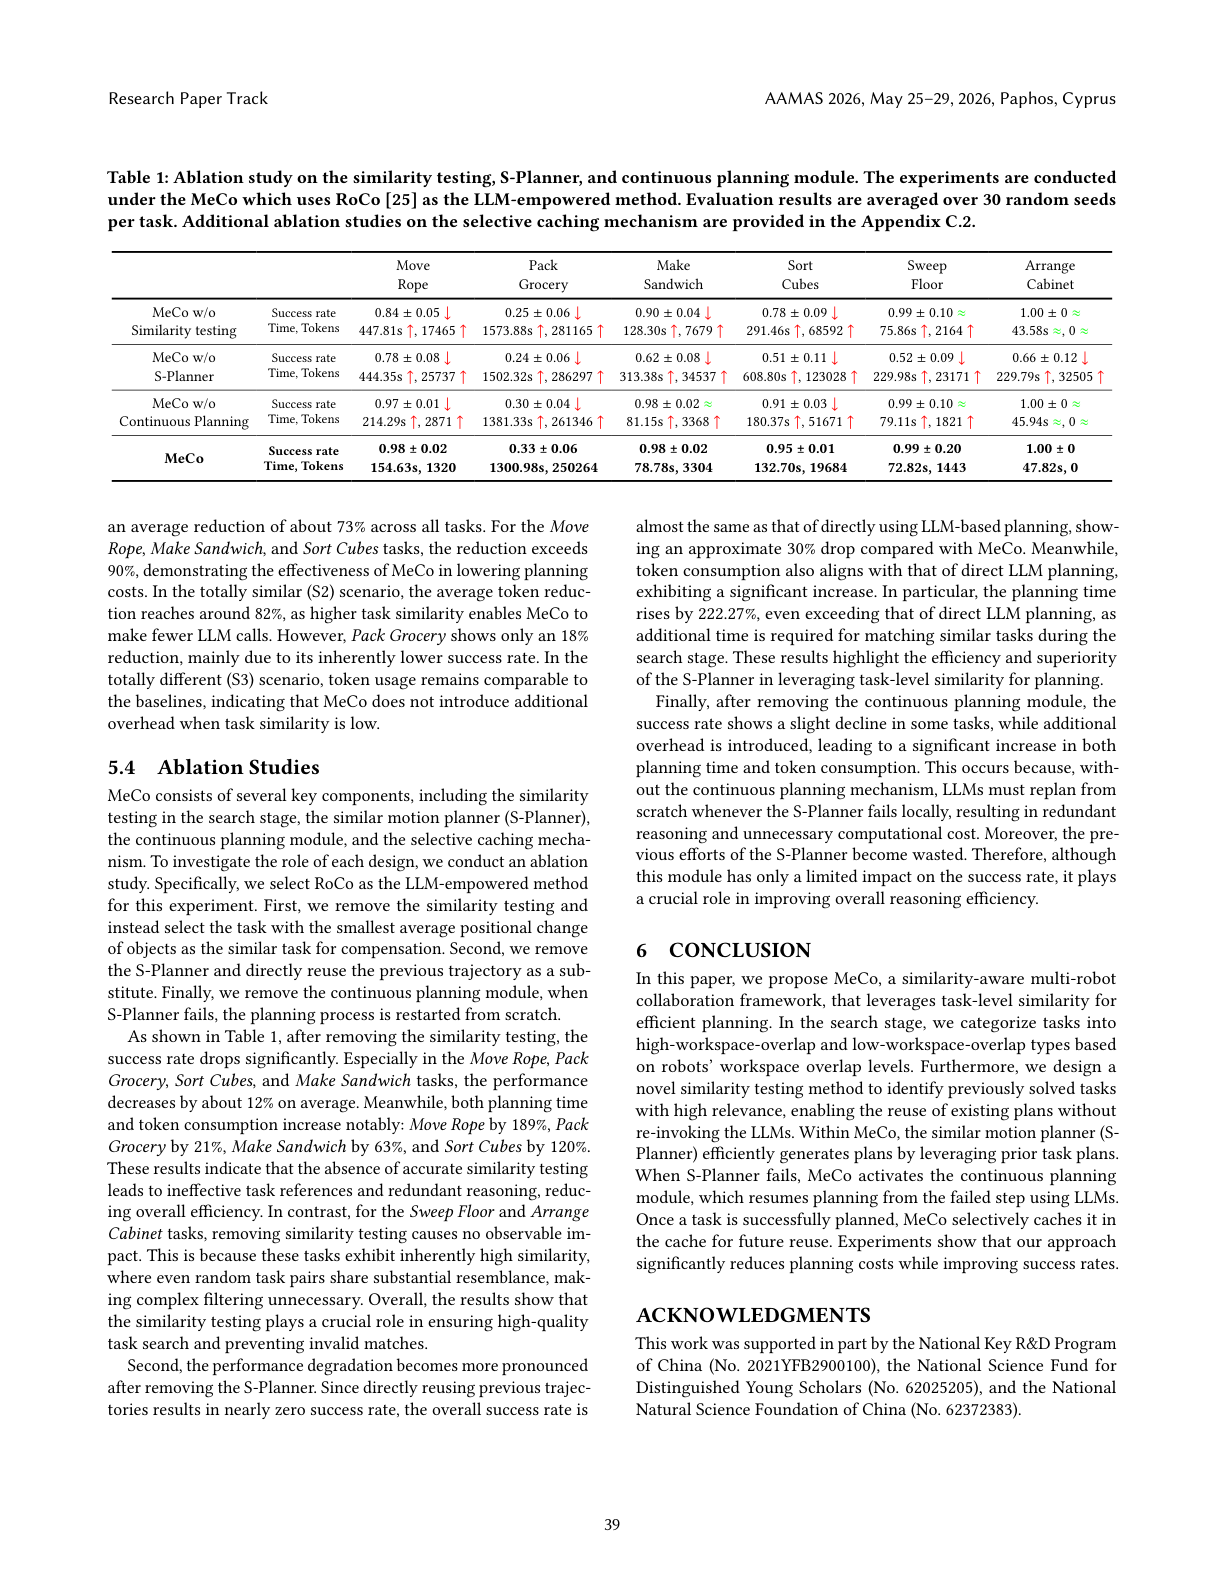 Research Paper Track
AAMAS 2026, May 25–29, 2026, Paphos, Cyprus
Table 1: Ablation study on the similarity testing, S-Planner, and continuous planning module. The experiments are conducted
under the MeCo which uses RoCo [25] as the LLM-empowered method. Evaluation results are averaged over 30 random seeds
per task. Additional ablation studies on the selective caching mechanism are provided in the Appendix C.2.
Move Pack Make Sort Sweep Arrange
Rope Grocery Sandwich Cubes Floor Cabinet
MeCo w/o Success rate 0.84 ± 0.05 ↓ 0.25 ± 0.06 ↓ 0.90 ± 0.04 ↓ 0.78 ± 0.09 ↓ 0.99 ± 0.10 ≈ 1.00 ± 0 ≈
Similarity testing Time, Tokens 447.81s ↑, 17465 ↑ 1573.88s ↑, 281165 ↑ 128.30s ↑, 7679 ↑ 291.46s ↑, 68592 ↑ 75.86s ↑, 2164 ↑ 43.58s ≈, 0 ≈
MeCo w/o Success rate 0.78 ± 0.08 ↓ 0.24 ± 0.06 ↓ 0.62 ± 0.08 ↓ 0.51 ± 0.11 ↓ 0.52 ± 0.09 ↓ 0.66 ± 0.12 ↓
S-Planner Time, Tokens 444.35s ↑, 25737 ↑ 1502.32s ↑, 286297 ↑ 313.38s ↑, 34537 ↑ 608.80s ↑, 123028 ↑ 229.98s ↑, 23171 ↑ 229.79s ↑, 32505 ↑
MeCo w/o Success rate 0.97 ± 0.01 ↓ 0.30 ± 0.04 ↓ 0.98 ± 0.02 ≈ 0.91 ± 0.03 ↓ 0.99 ± 0.10 ≈ 1.00 ± 0 ≈
Continuous Planning Time, Tokens 214.29s ↑, 2871 ↑ 1381.33s ↑, 261346 ↑ 81.15s ↑, 3368 ↑ 180.37s ↑, 51671 ↑ 79.11s ↑, 1821 ↑ 45.94s ≈, 0 ≈
MeCo Success rate 0.98 ± 0.02 0.33 ± 0.06 0.98 ± 0.02 0.95 ± 0.01 0.99 ± 0.20 1.00 ± 0
Time, Tokens 154.63s, 1320 1300.98s, 250264 78.78s, 3304 132.70s, 19684 72.82s, 1443 47.82s, 0
an average reduction of about 73% across all tasks. For the Move
Rope, Make Sandwich, and Sort Cubes tasks, the reduction exceeds
90%, demonstrating the effectiveness of MeCo in lowering planning
costs. In the totally similar (S2) scenario, the average token reduc-
tion reaches around 82%, as higher task similarity enables MeCo to
make fewer LLM calls. However, Pack Grocery shows only an 18%
reduction, mainly due to its inherently lower success rate. In the
totally different (S3) scenario, token usage remains comparable to
the baselines, indicating that MeCo does not introduce additional
overhead when task similarity is low.
5.4 Ablation Studies
MeCo consists of several key components, including the similarity
testing in the search stage, the similar motion planner (S-Planner),
the continuous planning module, and the selective caching mecha-
nism. To investigate the role of each design, we conduct an ablation
study. Specifically, we select RoCo as the LLM-empowered method
for this experiment. First, we remove the similarity testing and
instead select the task with the smallest average positional change
of objects as the similar task for compensation. Second, we remove
the S-Planner and directly reuse the previous trajectory as a sub-
stitute. Finally, we remove the continuous planning module, when
S-Planner fails, the planning process is restarted from scratch.
As shown in Table 1, after removing the similarity testing, the
success rate drops significantly. Especially in the Move Rope, Pack
Grocery, Sort Cubes, and Make Sandwich tasks, the performance
decreases by about 12% on average. Meanwhile, both planning time
and token consumption increase notably: Move Rope by 189%, Pack
Grocery by 21%, Make Sandwich by 63%, and Sort Cubes by 120%.
These results indicate that the absence of accurate similarity testing
leads to ineffective task references and redundant reasoning, reduc-
ing overall efficiency. In contrast, for the Sweep Floor and Arrange
Cabinet tasks, removing similarity testing causes no observable im-
pact. This is because these tasks exhibit inherently high similarity,
where even random task pairs share substantial resemblance, mak-
ing complex filtering unnecessary. Overall, the results show that
the similarity testing plays a crucial role in ensuring high-quality
task search and preventing invalid matches.
Second, the performance degradation becomes more pronounced
after removing the S-Planner. Since directly reusing previous trajec-
tories results in nearly zero success rate, the overall success rate is
almost the same as that of directly using LLM-based planning, show-
ing an approximate 30% drop compared with MeCo. Meanwhile,
token consumption also aligns with that of direct LLM planning,
exhibiting a significant increase. In particular, the planning time
rises by 222.27%, even exceeding that of direct LLM planning, as
additional time is required for matching similar tasks during the
search stage. These results highlight the efficiency and superiority
of the S-Planner in leveraging task-level similarity for planning.
Finally, after removing the continuous planning module, the
success rate shows a slight decline in some tasks, while additional
overhead is introduced, leading to a significant increase in both
planning time and token consumption. This occurs because, with-
out the continuous planning mechanism, LLMs must replan from
scratch whenever the S-Planner fails locally, resulting in redundant
reasoning and unnecessary computational cost. Moreover, the pre-
vious efforts of the S-Planner become wasted. Therefore, although
this module has only a limited impact on the success rate, it plays
a crucial role in improving overall reasoning efficiency.
6 CONCLUSION
In this paper, we propose MeCo, a similarity-aware multi-robot
collaboration framework, that leverages task-level similarity for
efficient planning. In the search stage, we categorize tasks into
high-workspace-overlap and low-workspace-overlap types based
on robots' workspace overlap levels. Furthermore, we design a
novel similarity testing method to identify previously solved tasks
with high relevance, enabling the reuse of existing plans without
re-invoking the LLMs. Within MeCo, the similar motion planner (S-
Planner) efficiently generates plans by leveraging prior task plans.
When S-Planner fails, MeCo activates the continuous planning
module, which resumes planning from the failed step using LLMs.
Once a task is successfully planned, MeCo selectively caches it in
the cache for future reuse. Experiments show that our approach
significantly reduces planning costs while improving success rates.
ACKNOWLEDGMENTS
This work was supported in part by the National Key R&D Program
of China (No. 2021YFB2900100), the National Science Fund for
Distinguished Young Scholars (No. 62025205), and the National
Natural Science Foundation of China (No. 62372383).
39